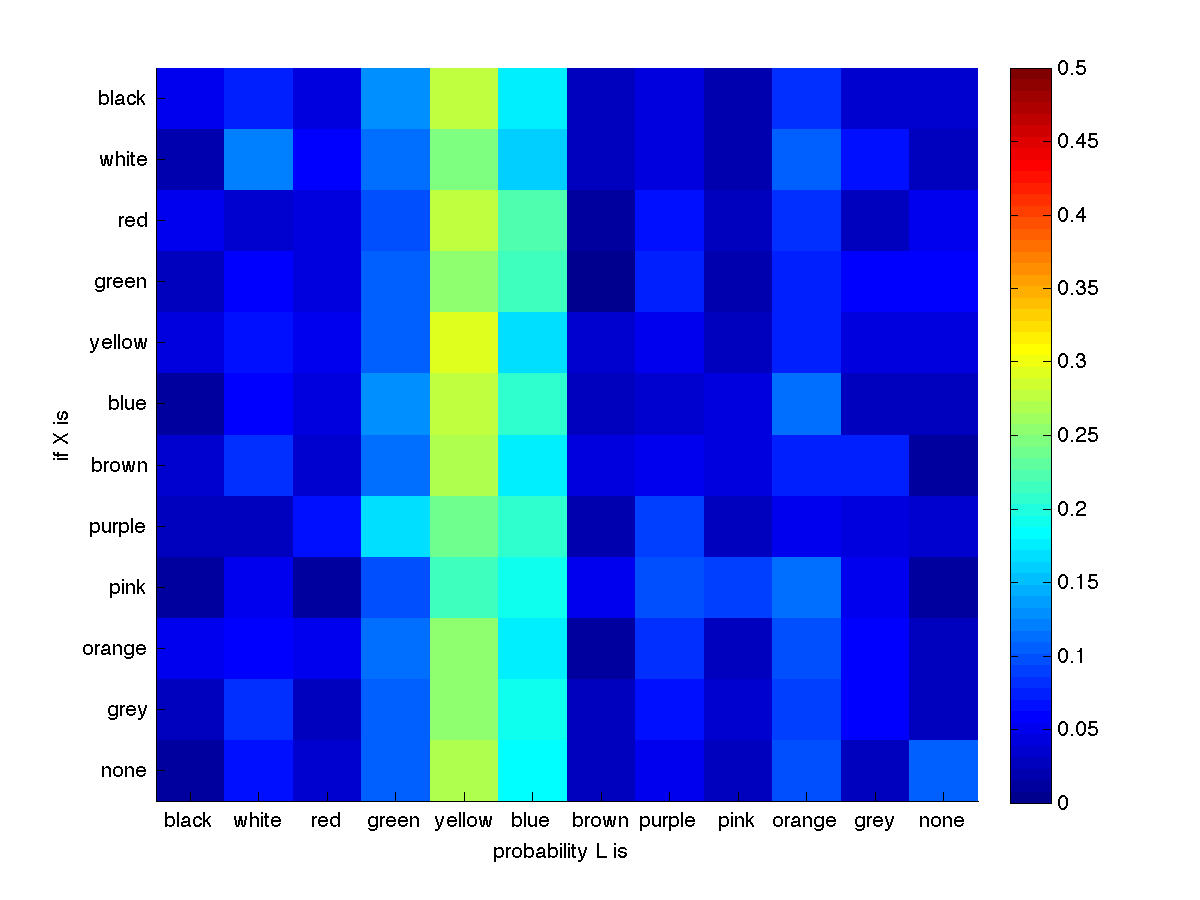 black
white
red
green
yellow
blue
brown
purple
pink
orange
grey
none
if X is
black white red green yellow blue brown purple pink orange grey none
probability L is
0.5
0.45
0.4
0.35
0.3
0.25
0.2
0.15
0.1
0.05
0